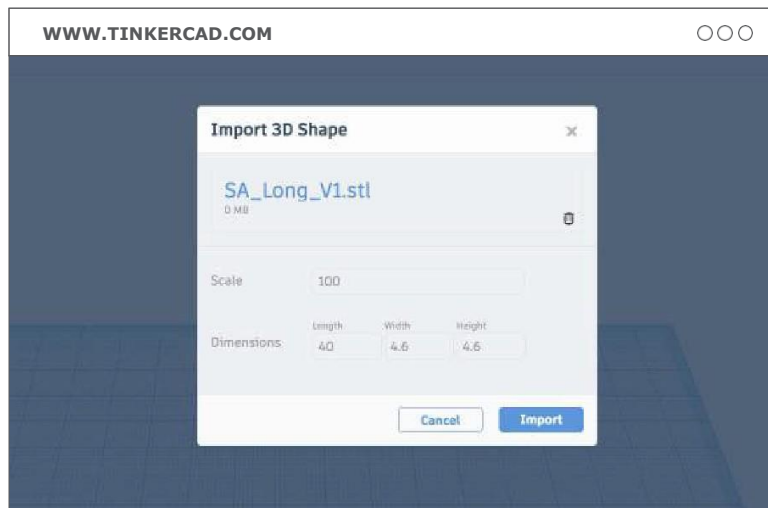 WWW.TINKERCAD.COM
Import 3D Shape
SA_Long_V1.stl
0 MB
Scale 100
Length Width Height
Dimensions 40 4.6 4.6
Cancel Import